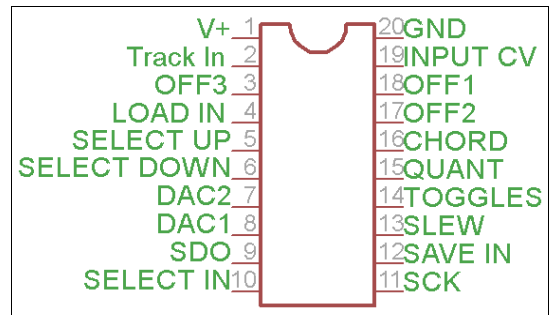 V+ 1 20 GND
Track In 2 19 INPUT CV
OFF3 3 18 OFF1
LOAD IN 4 17 OFF2
SELECT UP 5 16 CHORD
SELECT DOWN 6 15 QUANT
DAC2 7 14 TOGGLES
DAC1 8 13 SLEW
SDO 9 12 SAVE IN
SELECT IN 10 11 SCK